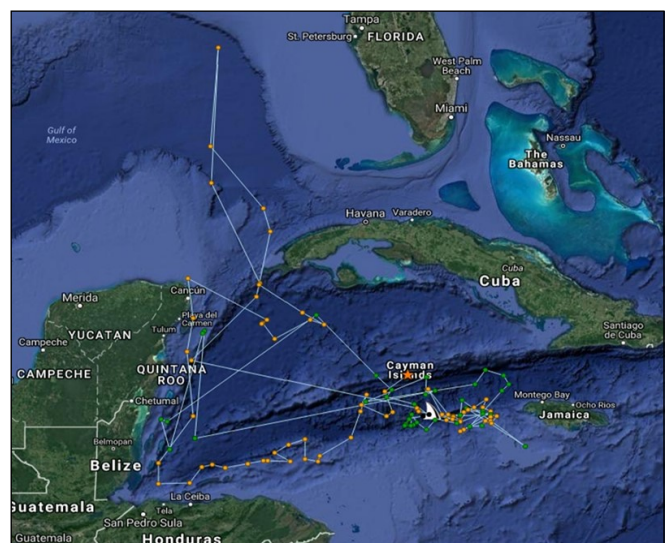 Tampa
St. Petersburg
FLORIDA
West Palm
Beach
Miami
Gulf of
Mexico
Nassau
The
Bahamas
Havana
Varadero
Cuba
Cuba
Cancún
Merida
Playa del
Carmen
Tulum
YUCATAN
Campeche
Santiago
de Cuba
CAMPECHE
QUINTANA
ROO
Cayman
Islands
Chetumal
Montego Bay
Ocho Rios
Jamaica
Belmopan
Belize
Guatemala
La Ceiba
Tela
San Pedro Sula
Guatemala
Honduras